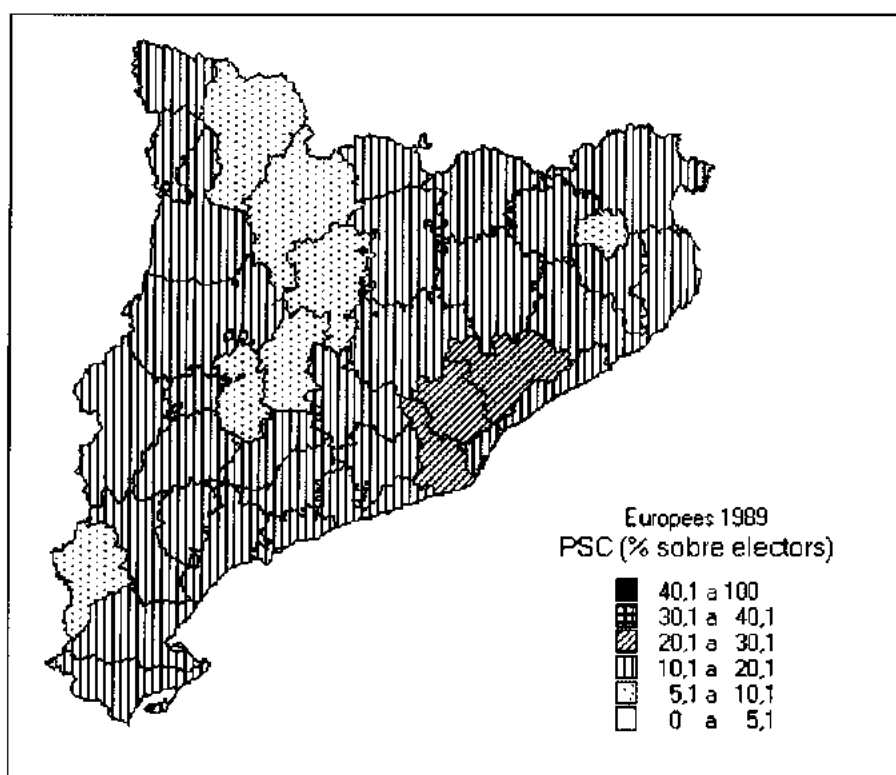 Europees 1989
PSC (% sobre electors)
40,1 a 100
30,1 a 40,1
20,1 a 30,1
10,1 a 20,1
5,1 a 10,1
0 a 5,1